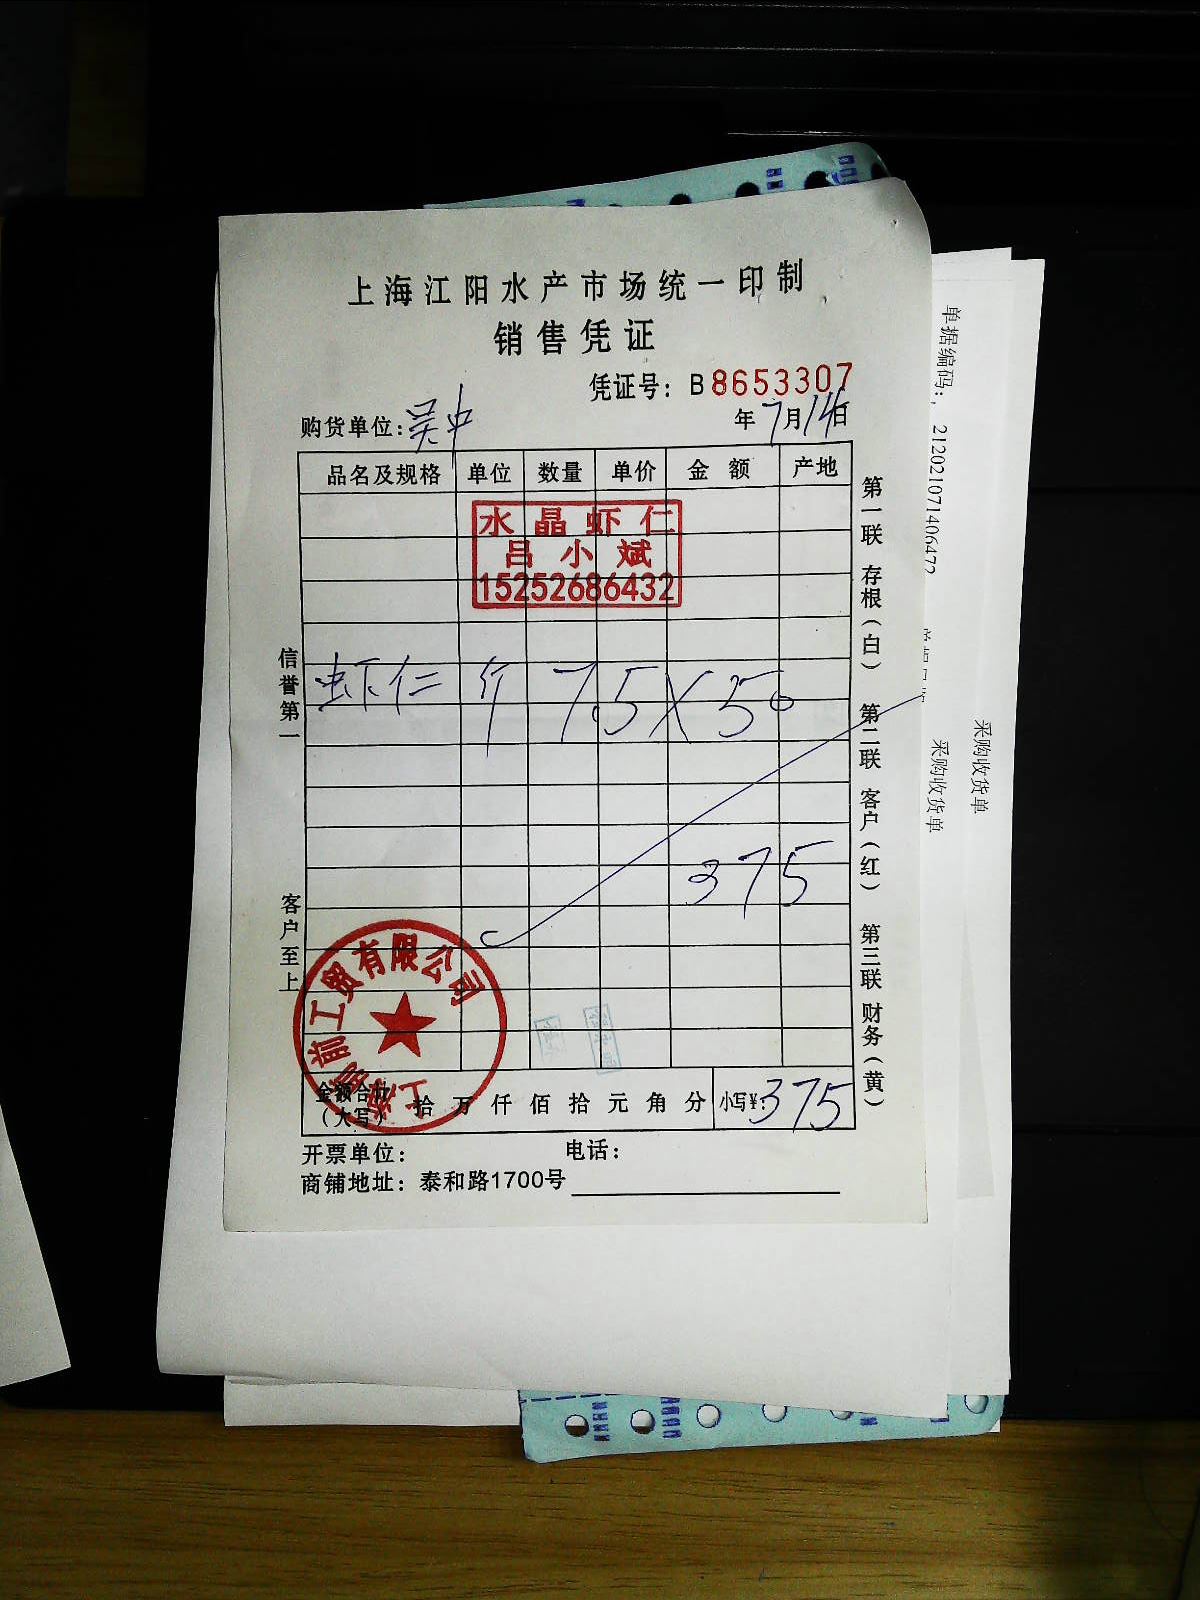 上海江阳水产市场统一印制
销售凭证
凭证号：B 8653307
购货单位：吴中 年7月14日
品名及规格 单位 数量 单价 金额 产地
水晶虾仁
吕小斌
15252686432
虾仁 斤 7.5 X 50
375
信誉第一 客户至上
第一联 存根（白） 第二联 客户（红） 第三联 财务（黄）
工贸有限公司
金额合计（大写） 拾 万 仟 佰 拾 元 角 分 小写¥：375
开票单位： 电话：
商铺地址：泰和路1700号
单据编码：，212021071406472
采购收货单
采购收货单